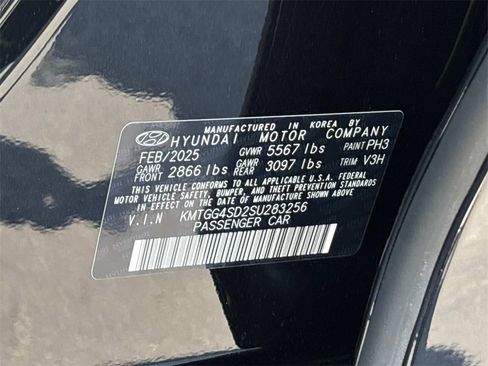 MANUFACTURED IN KOREA BY
HYUNDAI MOTOR COMPANY
FEB/2025 GVWR 5567 lbs PAINT PH3
GAWR FRONT 2866 lbs GAWR REAR 3097 lbs TRIM V3H
THIS VEHICLE CONFORMS TO ALL APPLICABLE U.S.A. FEDERAL
MOTOR VEHICLE SAFETY, BUMPER, AND THEFT PREVENTION STANDARDS
IN EFFECT ON THE DATE OF MANUFACTURE SHOWN ABOVE.
V.I.N KMTGG4SD2SU283256
PASSENGER CAR